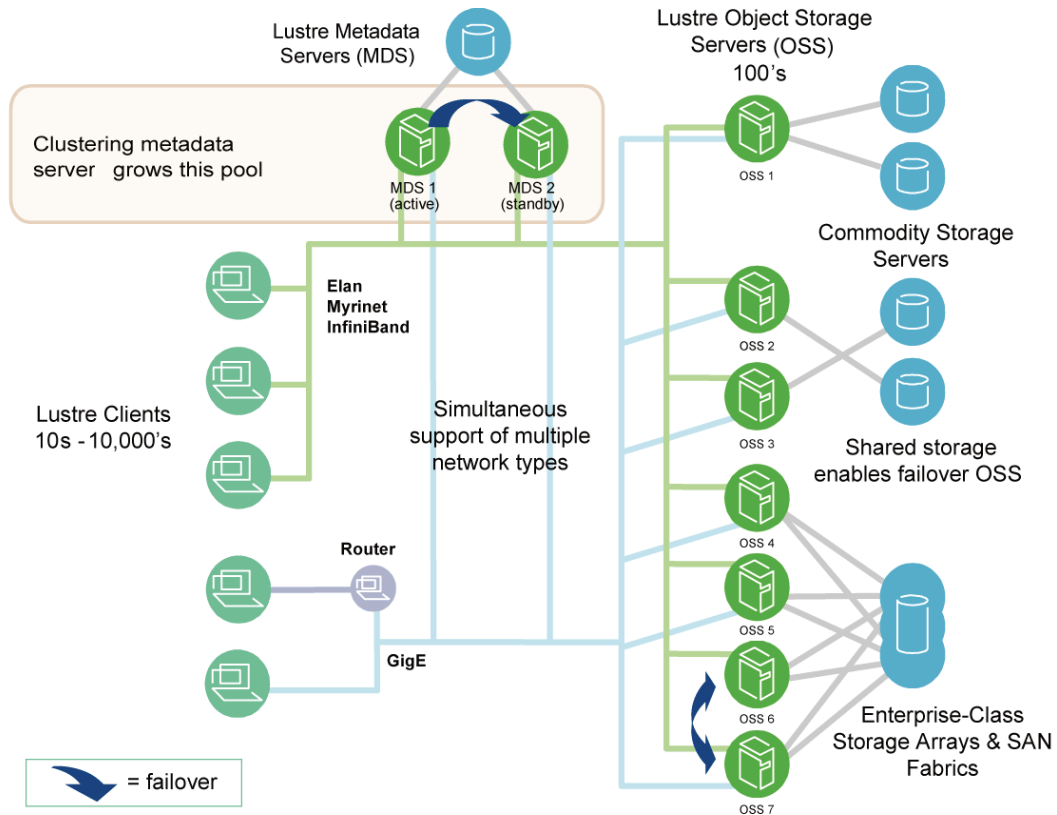 Lustre Metadata
Servers (MDS)
Lustre Object Storage
Servers (OSS)
100's
Clustering metadata
server grows this pool
MDS 1
(active)
MDS 2
(standby)
OSS 1
Commodity Storage
Servers
Elan
Myrinet
InfiniBand
OSS 2
Lustre Clients
10s - 10,000's
Simultaneous
support of multiple
network types
OSS 3
Shared storage
enables failover OSS
OSS 4
Router
OSS 5
GigE
OSS 6
Enterprise-Class
Storage Arrays & SAN
Fabrics
= failover
OSS 7